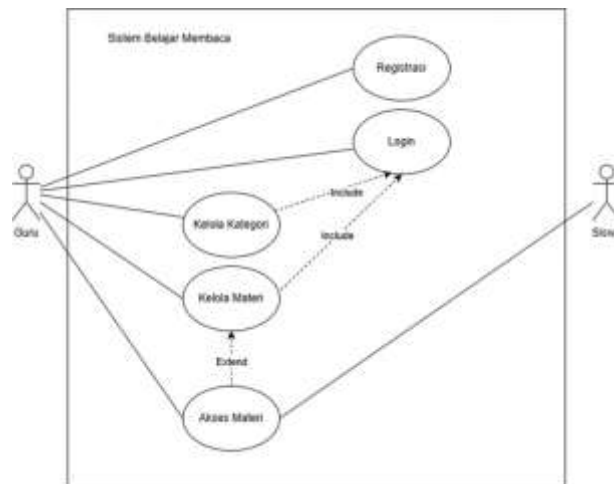 Sistem Belajar Membaca
Registrasi
Login
Include
Kelola Kategori
Include
Guru
Siswa
Kelola Materi
Extend
Akses Materi